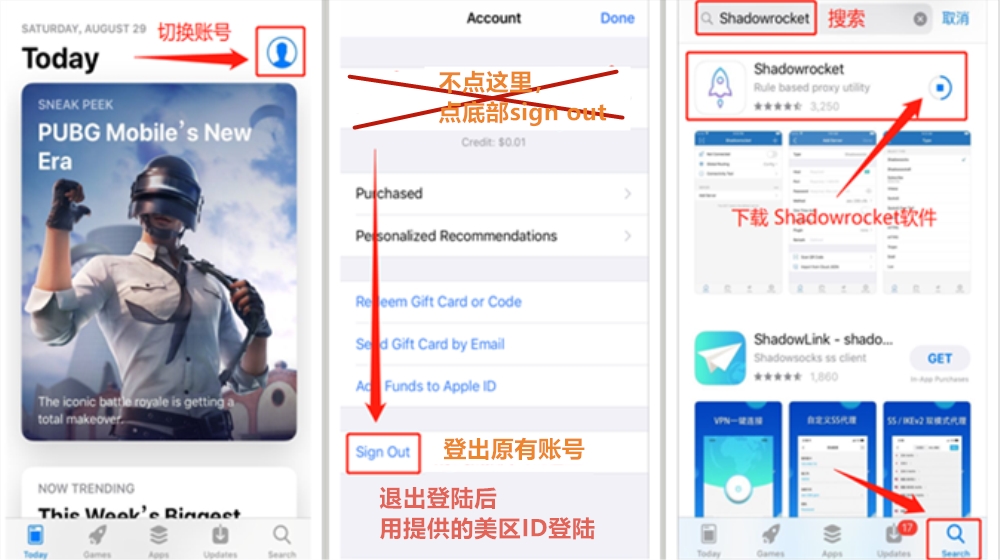 SATURDAY, AUGUST 29
切换账号
Today
SNEAK PEEK
PUBG Mobile's New
Era
The iconic battle royale is getting a
total makeover.
NOW TRENDING
This Week's Biggest
Today
Games
Apps
Updates
Search
Account
Done
不点这里,
点底部sign out
Credit: $0.01
Purchased
Personalized Recommendations
Redeem Gift Card or Code
Send Gift Card by Email
Add Funds to Apple ID
Sign Out
登出原有账号
退出登陆后
用提供的美区ID登陆
Shadowrocket
搜索
取消
Shadowrocket
Rule based proxy utility
3,250
下载 Shadowrocket软件
ShadowLink - shado...
Shadowsocks ss client
1,860
GET
In-App Purchases
VPN一键连接
自定义SS代理
SS / IKEv2 双模式代理
Today
Games
Apps
17
Updates
Search